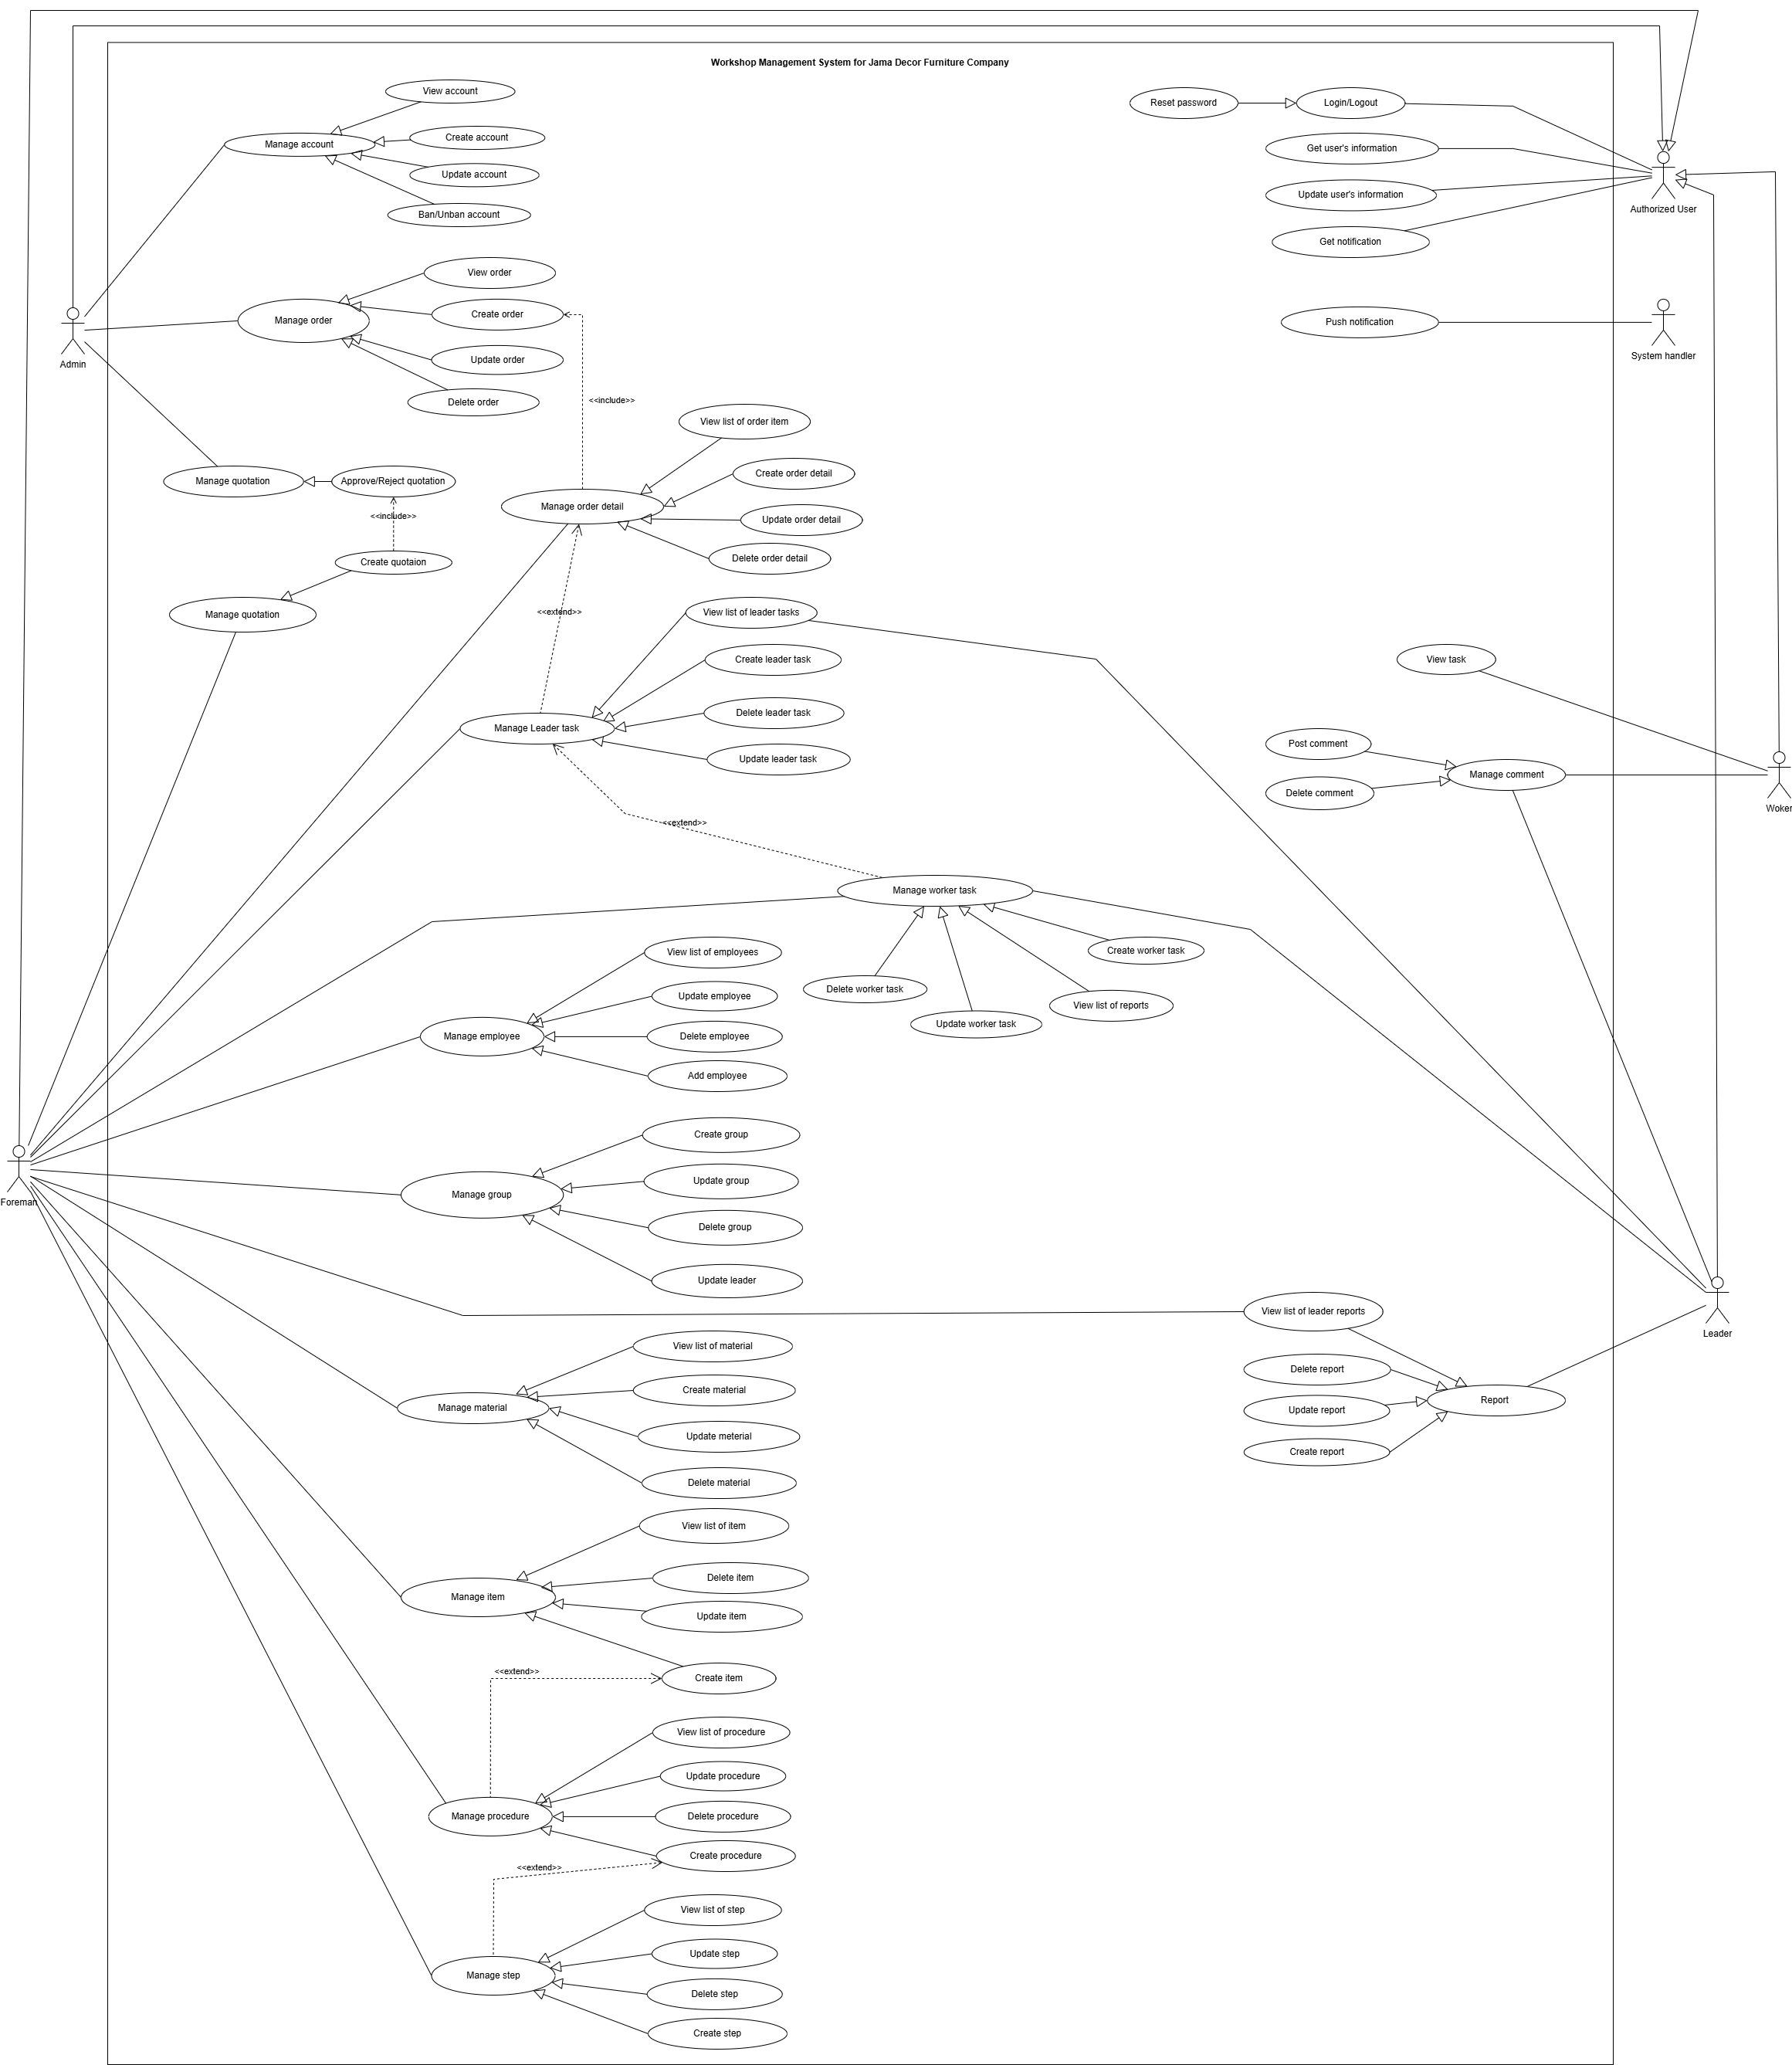 Workshop Management System for Jama Decor Furniture Company
View account
Manage account
Create account
Update account
Ban/Unban account
Reset password
Login/Logout
Get user's information
Update user's information
Get notification
Authorized User
View order
Manage order
Create order
Update order
Delete order
Admin
Push notification
System handler
<<include>>
View list of order item
Manage quotation
Approve/Reject quotation
Create order detail
Manage order detail
Update order detail
Delete order detail
<<include>>
Create quotaion
Manage quotation
<<extend>>
View list of leader tasks
Create leader task
Delete leader task
Manage Leader task
Update leader task
View task
Post comment
Manage comment
Delete comment
Woker
<<extend>>
Manage worker task
Create worker task
Delete worker task
View list of reports
Update worker task
View list of employees
Update employee
Manage employee
Delete employee
Add employee
Create group
Update group
Manage group
Delete group
Update leader
Foreman
View list of leader reports
Leader
Delete report
Report
Update report
Create report
View list of material
Create material
Manage material
Update meterial
Delete material
View list of item
Delete item
Manage item
Update item
Create item
<<extend>>
View list of procedure
Update procedure
Manage procedure
Delete procedure
Create procedure
<<extend>>
View list of step
Update step
Manage step
Delete step
Create step